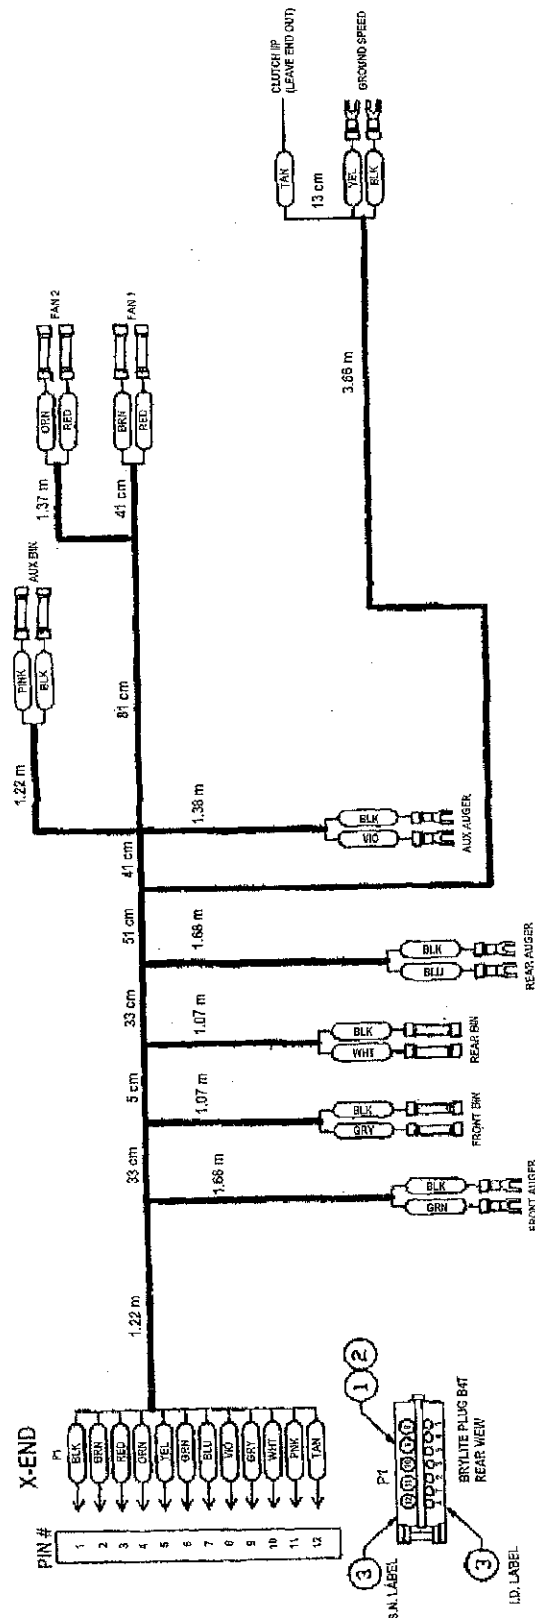 CLUTCH I/P
(LEAVE END OUT)
GROUND SPEED
TAN
13 cm
YEL
BLK
3.66 m
FAN 2
FAN 1
ORN
RED
BRN
RED
1.37 m
41 cm
AUX BIN
PINK
BLK
1.22 m
81 cm
1.38 m
BLK
VIO
AUX AUGER
41 cm
51 cm
1.68 m
BLK
BLU
REAR AUGER
33 cm
1.07 m
BLK
WHT
REAR BIN
5 cm
1.07 m
BLK
GRY
FRONT BIN
33 cm
1.66 m
BLK
GRN
FRONT AUGER
1.22 m
X-END
P1
PIN #
1 BLK
2 BRN
3 RED
4 ORN
5 YEL
6 GRN
7 BLU
8 VIO
9 GRY
10 WHT
11 PNK
12 TAN
1
2
P1
BRYLITE PLUG B4T
REAR VIEW
3
S.N. LABEL
3
I.D. LABEL